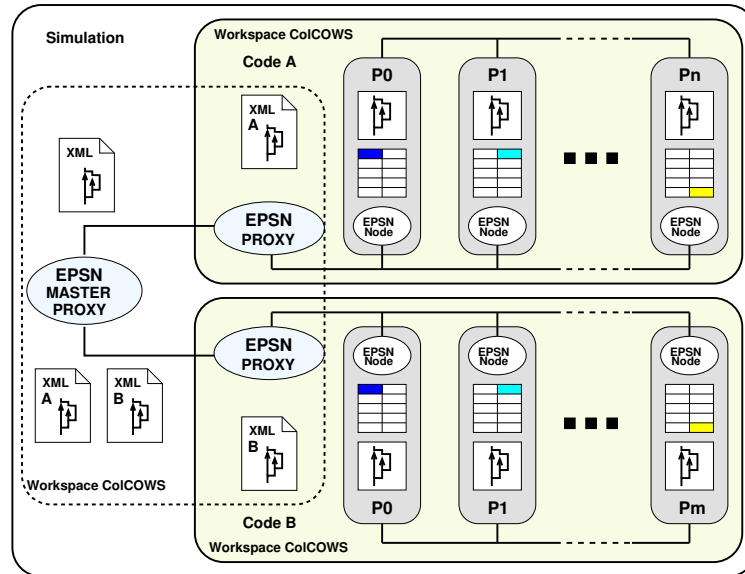 Simulation
Workspace ColCOWS
Code A
P0
P1
Pn
XML
A
XML
EPSN
PROXY
EPSN
Node
EPSN
Node
EPSN
Node
EPSN
MASTER
PROXY
EPSN
PROXY
EPSN
Node
EPSN
Node
EPSN
Node
XML
A
XML
B
XML
B
Workspace ColCOWS
P0
P1
Pm
Code B
Workspace ColCOWS